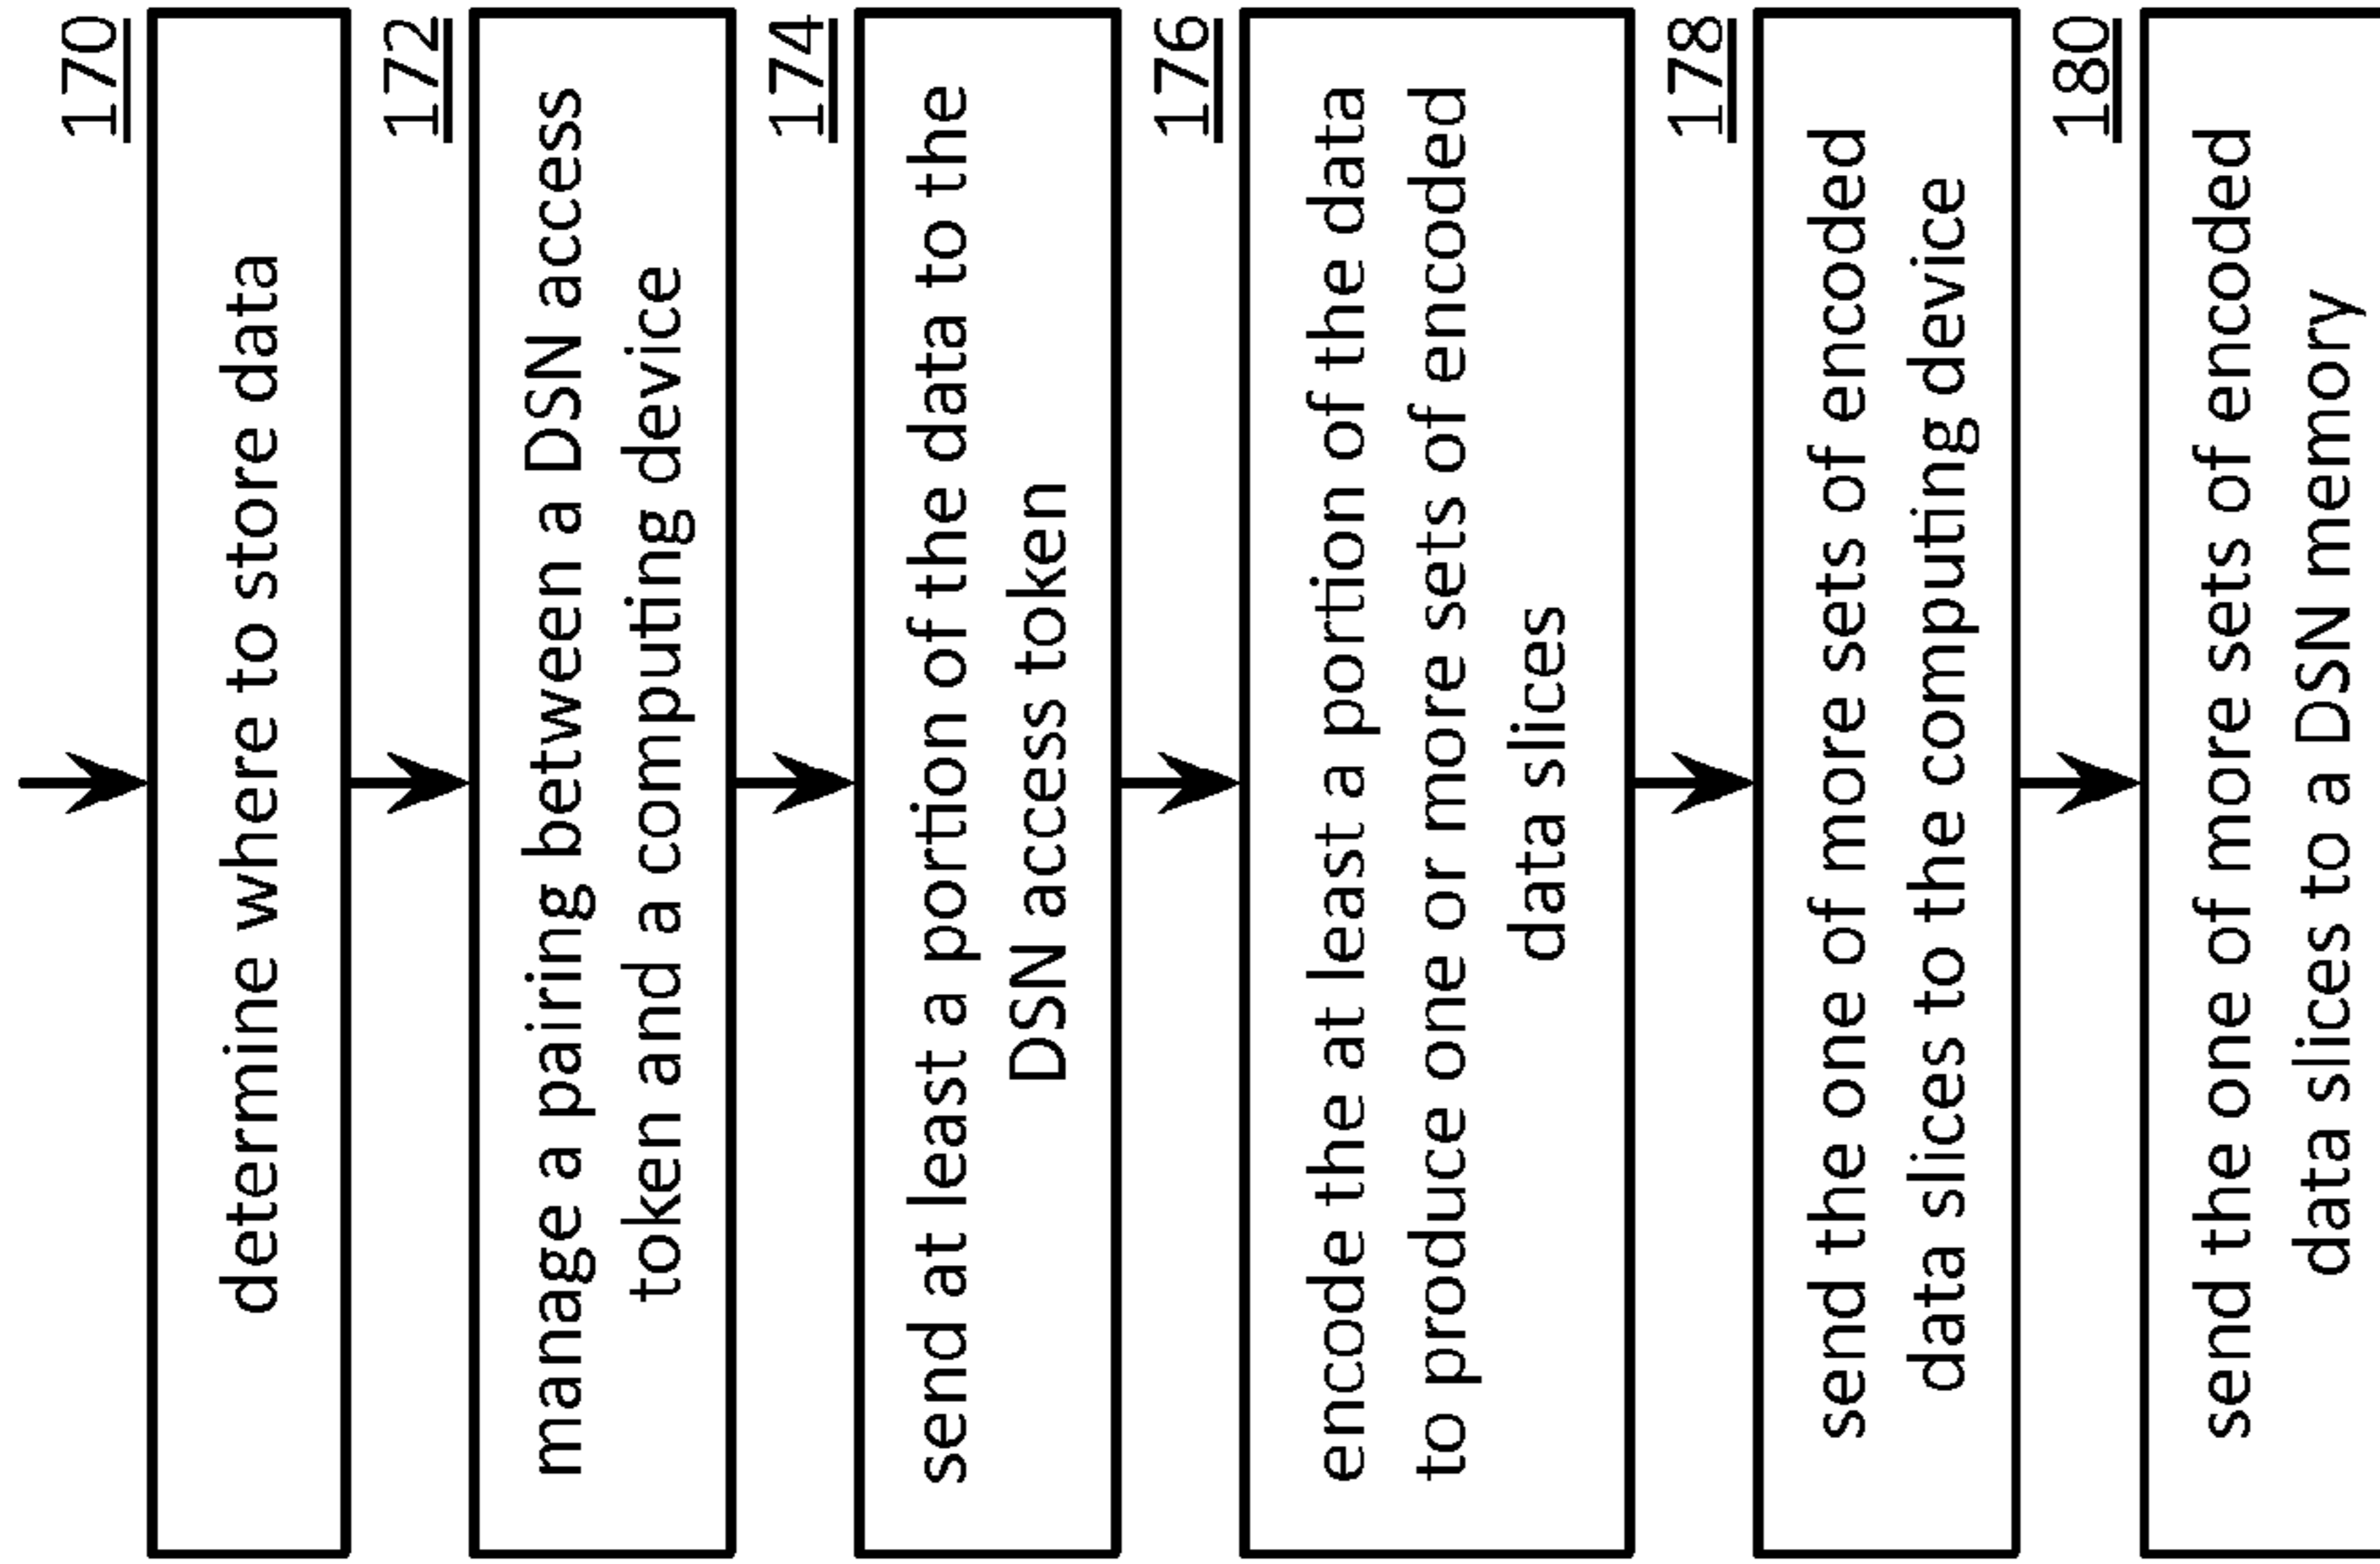 170
determine where to store data
172
manage a pairing between a DSN access
token and a computing device
174
send at least a portion of the data to the
DSN access token
176
encode the at least a portion of the data
to produce one or more sets of encoded
data slices
178
send the one of more sets of encoded
data slices to the computing device
180
send the one of more sets of encoded
data slices to a DSN memory